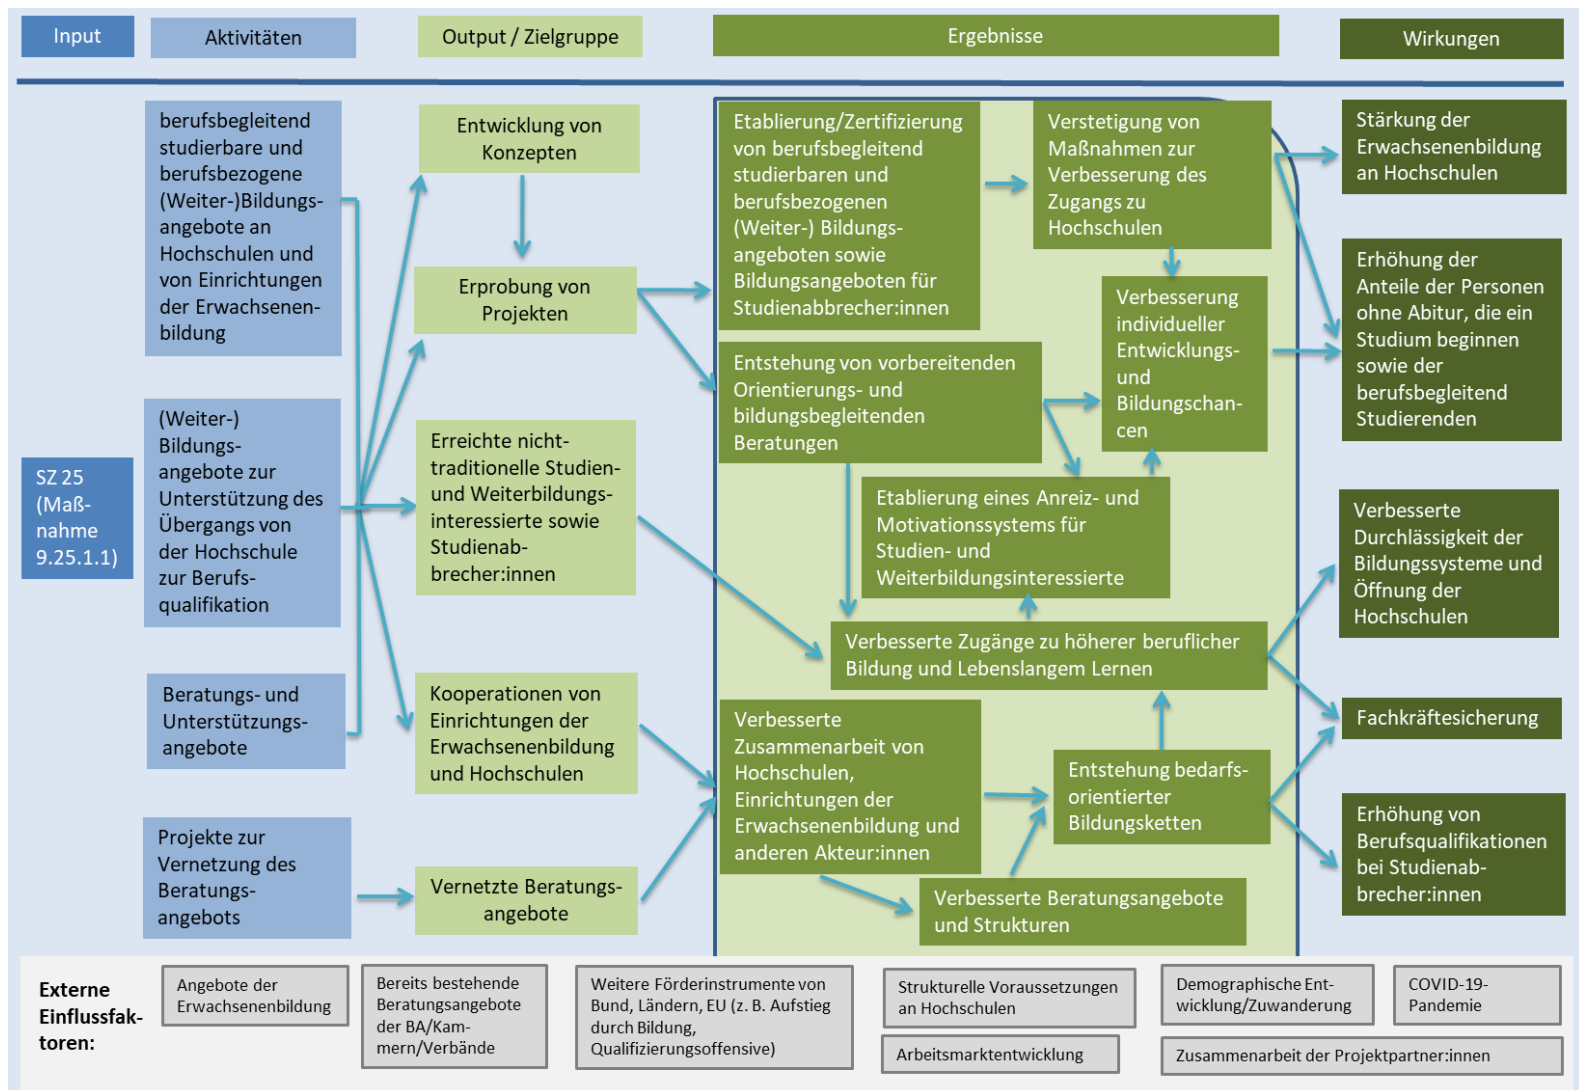 Input
Aktivitäten
Output / Zielgruppe
Ergebnisse
Wirkungen
SZ 25
(Maß-
nahme
9.25.1.1)
berufsbegleitend
studierbare und
berufsbezogene
(Weiter-)Bildungs-
angebote an
Hochschulen und
von Einrichtungen
der Erwachsenen-
bildung
(Weiter-)
Bildungs-
angebote zur
Unterstützung des
Übergangs von
der Hochschule
zur Berufs-
qualifikation
Beratungs- und
Unterstützungs-
angebote
Projekte zur
Vernetzung des
Beratungs-
angebots
Entwicklung von
Konzepten
Erprobung von
Projekten
Erreichte nicht-
traditionelle Studien-
und Weiterbildungs-
interessierte sowie
Studienab-
brecher:innen
Kooperationen von
Einrichtungen der
Erwachsenenbildung
und Hochschulen
Vernetzte Beratungs-
angebote
Etablierung/Zertifizierung
von berufsbegleitend
studierbaren und
berufsbezogenen
(Weiter-) Bildungs-
angeboten sowie
Bildungsangeboten für
Studienabbrecher:innen
Verstetigung von
Maßnahmen zur
Verbesserung des
Zugangs zu
Hochschulen
Verbesserung
individueller
Entwicklungs-
und
Bildungschan-
cen
Entstehung von vorbereitenden
Orientierungs- und
bildungsbegleitenden
Beratungen
Etablierung eines Anreiz- und
Motivationssystems für
Studien- und
Weiterbildungsinteressierte
Verbesserte Zugänge zu höherer beruflicher
Bildung und Lebenslangem Lernen
Verbesserte
Zusammenarbeit von
Hochschulen,
Einrichtungen der
Erwachsenenbildung und
anderen Akteur:innen
Entstehung bedarfs-
orientierter
Bildungsketten
Verbesserte Beratungsangebote
und Strukturen
Stärkung der
Erwachsenenbildung
an Hochschulen
Erhöhung der
Anteile der Personen
ohne Abitur, die ein
Studium beginnen
sowie der
berufsbegleitend
Studierenden
Verbesserte
Durchlässigkeit der
Bildungssysteme und
Öffnung der
Hochschulen
Fachkräftesicherung
Erhöhung von
Berufsqualifikationen
bei Studienab-
brecher:innen
Externe
Einflussfak-
toren:
Angebote der
Erwachsenenbildung
Bereits bestehende
Beratungsangebote
der BA/Kam-
mern/Verbände
Weitere Förderinstrumente von
Bund, Ländern, EU (z. B. Aufstieg
durch Bildung,
Qualifizierungsoffensive)
Strukturelle Voraussetzungen
an Hochschulen
Arbeitsmarktentwicklung
Demographische Ent-
wicklung/Zuwanderung
COVID-19-
Pandemie
Zusammenarbeit der Projektpartner:innen